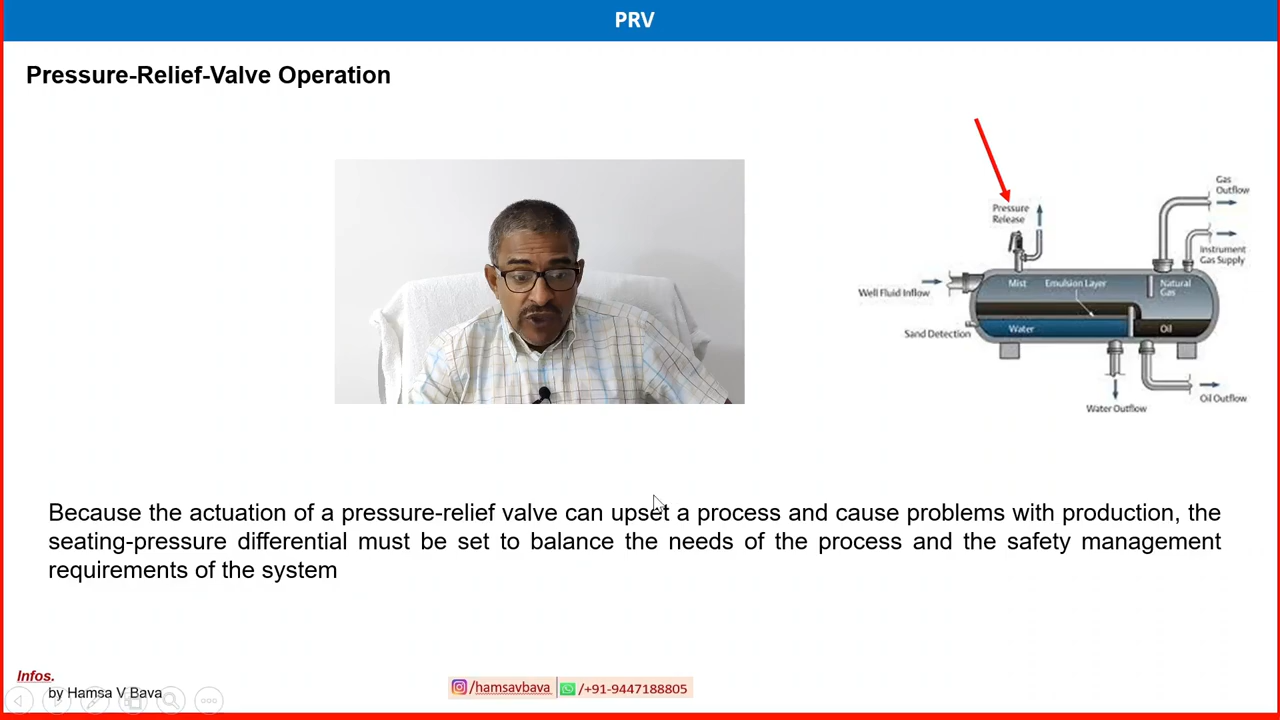 PRV
Pressure-Relief-Valve Operation
Gas
Outflow
Pressure
Release
Instrument
Gas Supply
Well Fluid Inflow
Mist
Emulsion Layer
Natural
Gas
Sand Detection
Water
Oil
Water Outflow
Oil Outflow
Because the actuation of a pressure-relief valve can upset a process and cause problems with production, the
seating-pressure differential must be set to balance the needs of the process and the safety management
requirements of the system
Infos.
by Hamsa V Bava
/hamsavbava
/+91-9447188805